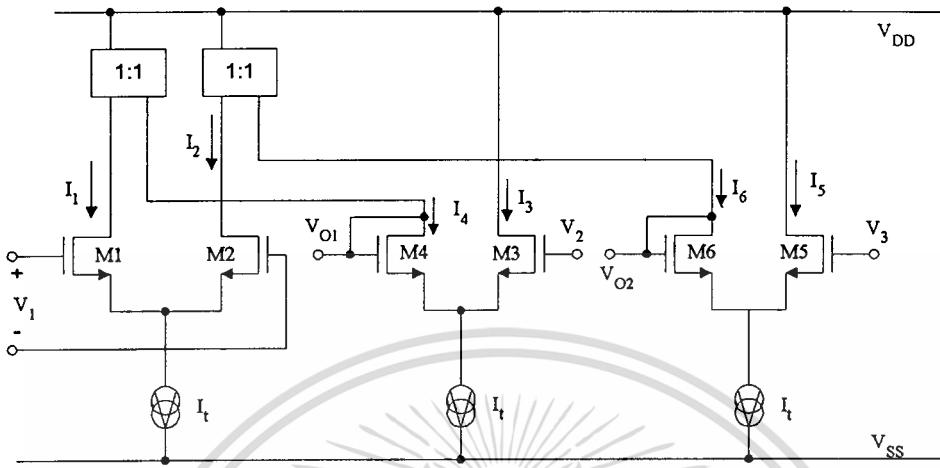 V_DD
1:1 1:1
I_2
I_1 I_4 I_3 I_6 I_5
V_O1 V_2 V_3
M1 M2 M4 M3 M6 M5
+ V_O2
V_1
-
I_t I_t I_t
V_SS